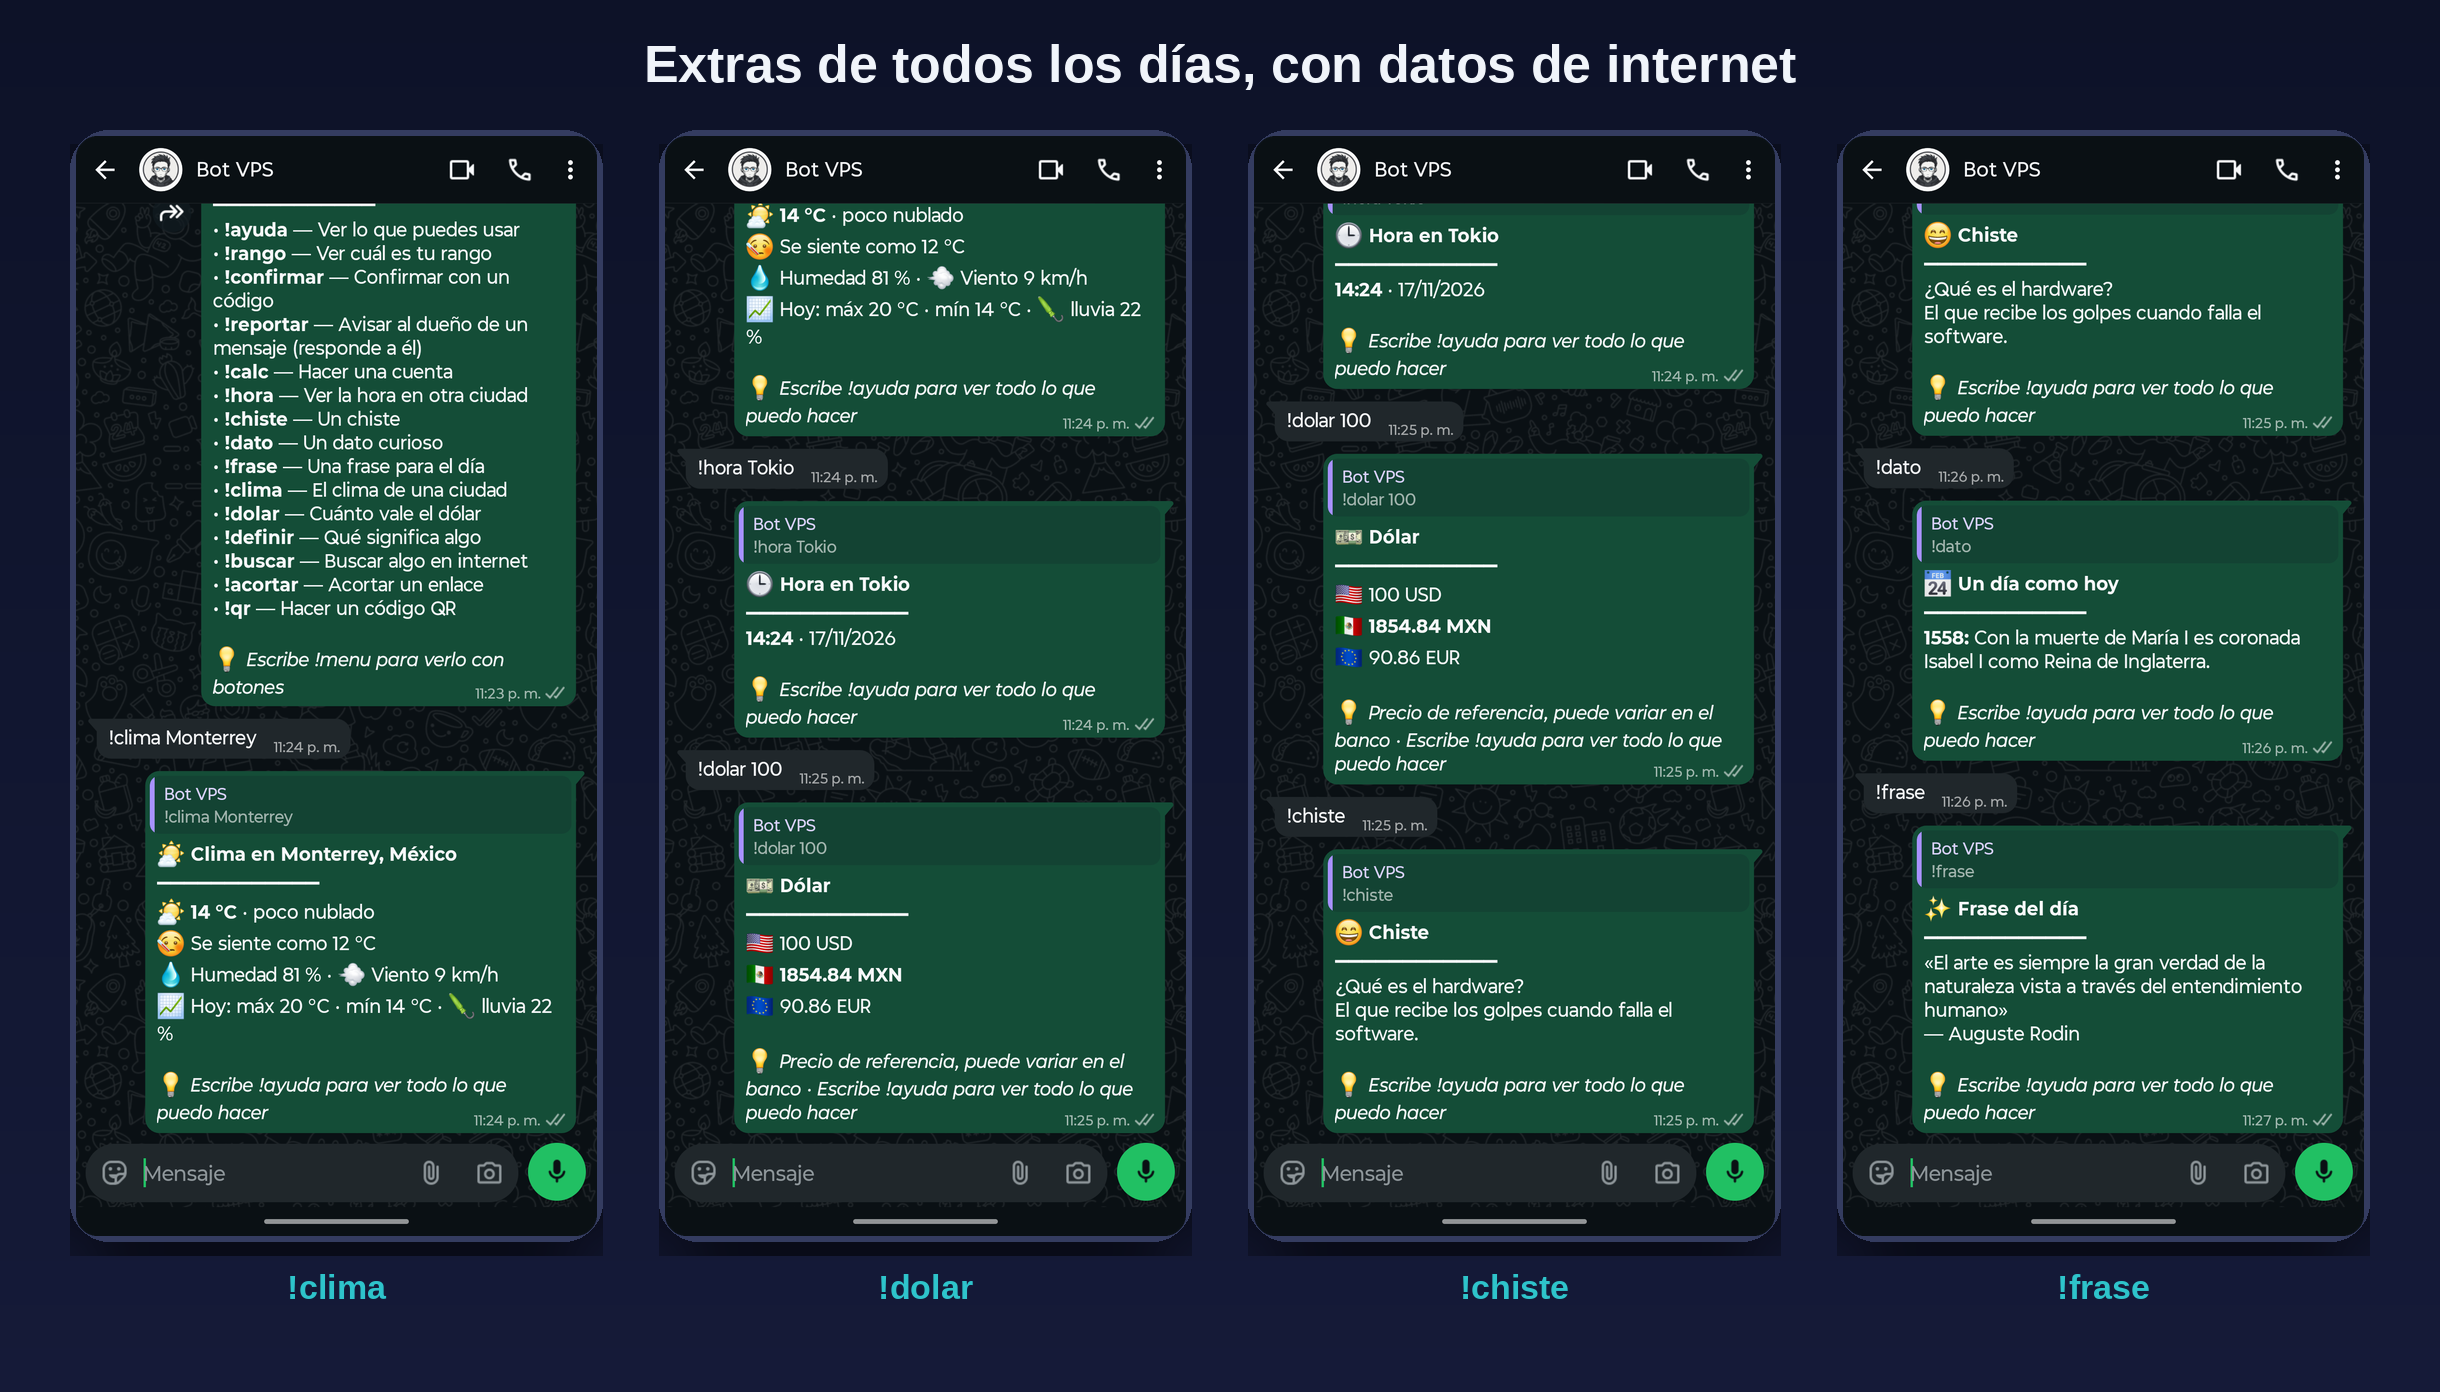 Extras de todos los días, con datos de internet
Bot VPS
• !ayuda — Ver lo que puedes usar
• !rango — Ver cuál es tu rango
• !confirmar — Confirmar con un
código
• !reportar — Avisar al dueño de un
mensaje (responde a él)
• !calc — Hacer una cuenta
• !hora — Ver la hora en otra ciudad
• !chiste — Un chiste
• !dato — Un dato curioso
• !frase — Una frase para el día
• !clima — El clima de una ciudad
• !dolar — Cuánto vale el dólar
• !definir — Qué significa algo
• !buscar — Buscar algo en internet
• !acortar — Acortar un enlace
• !qr — Hacer un código QR
💡 Escribe !menu para verlo con
botones 11:23 p. m.
!clima Monterrey 11:24 p. m.
Bot VPS
!clima Monterrey
Clima en Monterrey, México
14 °C · poco nublado
Se siente como 12 °C
Humedad 81 % · Viento 9 km/h
Hoy: máx 20 °C · mín 14 °C · lluvia 22
%
Escribe !ayuda para ver todo lo que
puedo hacer 11:24 p. m.
Mensaje
!clima
Bot VPS
14 °C · poco nublado
Se siente como 12 °C
Humedad 81 % · Viento 9 km/h
Hoy: máx 20 °C · mín 14 °C · lluvia 22
%
Escribe !ayuda para ver todo lo que
puedo hacer 11:24 p. m.
!hora Tokio 11:24 p. m.
Bot VPS
!hora Tokio
Hora en Tokio
14:24 · 17/11/2026
Escribe !ayuda para ver todo lo que
puedo hacer 11:24 p. m.
!dolar 100 11:25 p. m.
Bot VPS
!dolar 100
Dólar
100 USD
1854.84 MXN
90.86 EUR
Precio de referencia, puede variar en el
banco · Escribe !ayuda para ver todo lo que
puedo hacer 11:25 p. m.
Mensaje
!dolar
Bot VPS
Hora en Tokio
14:24 · 17/11/2026
Escribe !ayuda para ver todo lo que
puedo hacer 11:24 p. m.
!dolar 100 11:25 p. m.
Bot VPS
!dolar 100
Dólar
100 USD
1854.84 MXN
90.86 EUR
Precio de referencia, puede variar en el
banco · Escribe !ayuda para ver todo lo que
puedo hacer 11:25 p. m.
!chiste 11:25 p. m.
Bot VPS
!chiste
Chiste
¿Qué es el hardware?
El que recibe los golpes cuando falla el
software.
Escribe !ayuda para ver todo lo que
puedo hacer 11:25 p. m.
Mensaje
!chiste
Bot VPS
Chiste
¿Qué es el hardware?
El que recibe los golpes cuando falla el
software.
Escribe !ayuda para ver todo lo que
puedo hacer 11:25 p. m.
!dato 11:26 p. m.
Bot VPS
!dato
Un día como hoy
1558: Con la muerte de María I es coronada
Isabel I como Reina de Inglaterra.
Escribe !ayuda para ver todo lo que
puedo hacer 11:26 p. m.
!frase 11:26 p. m.
Bot VPS
!frase
Frase del día
«El arte es siempre la gran verdad de la
naturaleza vista a través del entendimiento
humano»
— Auguste Rodin
Escribe !ayuda para ver todo lo que
puedo hacer 11:27 p. m.
Mensaje
!frase